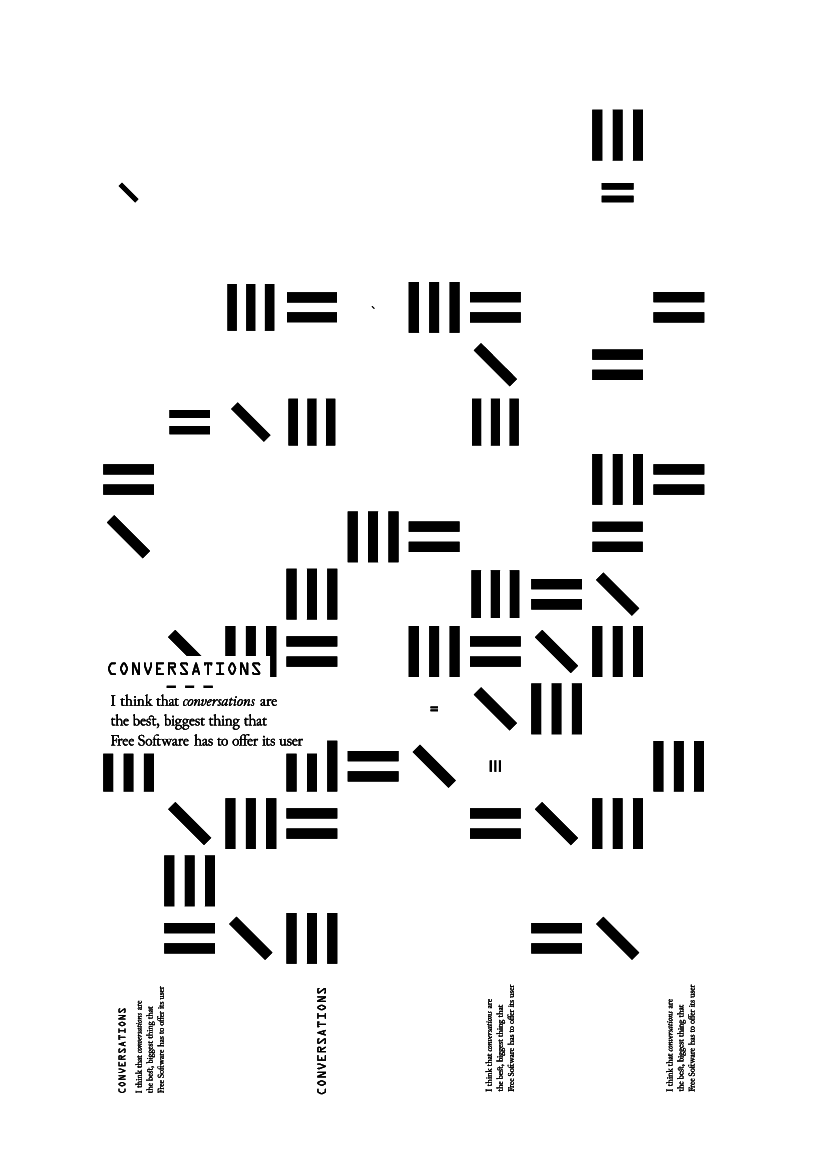 CONVERSATIONS
I think that conversations are
the best, biggest thing that
Free Software has to offer its user
CONVERSATIONS
I think that conversations are
the best, biggest thing that
Free Software has to offer its user
CONVERSATIONS
I think that conversations are
the best, biggest thing that
Free Software has to offer its user
I think that conversations are
the best, biggest thing that
Free Software has to offer its user